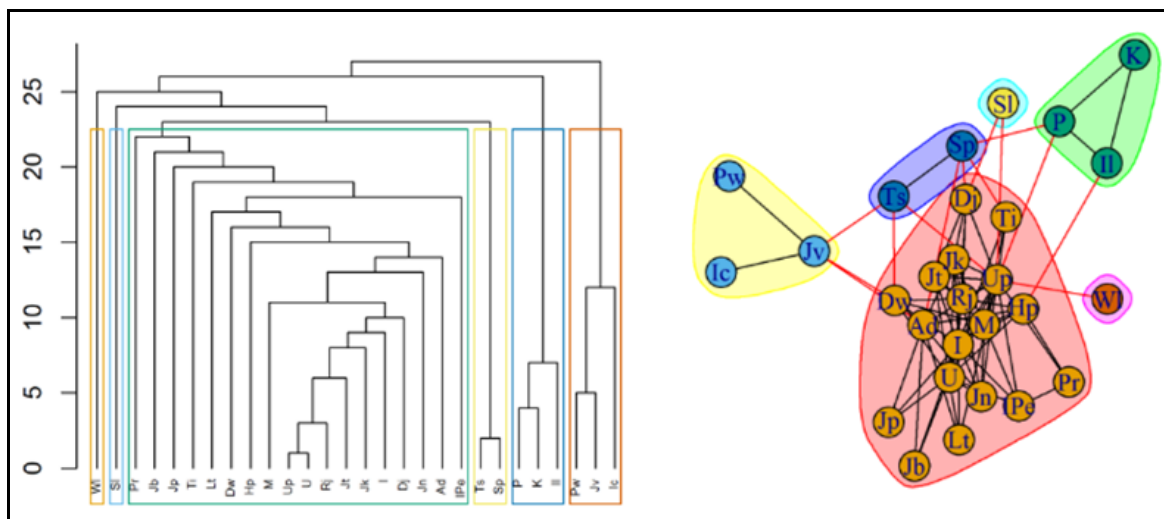 25
20
15
10
5
0
Wl Sl Pr Jb Jp Ti Lt Dw Hp M Up U Rj Jt Jk I Dj Jn Ad IPe Ts Sp P K Il Pw Jv Ic
K
Sl
P
Sp
Il
Pw
Ts
Dj
Ti
Jv
Jk
Ic
Jt
Up
Wl
Dw
Rj
Hp
Ad
M
I
U
Pr
Jn
IPe
Jp
Lt
Jb